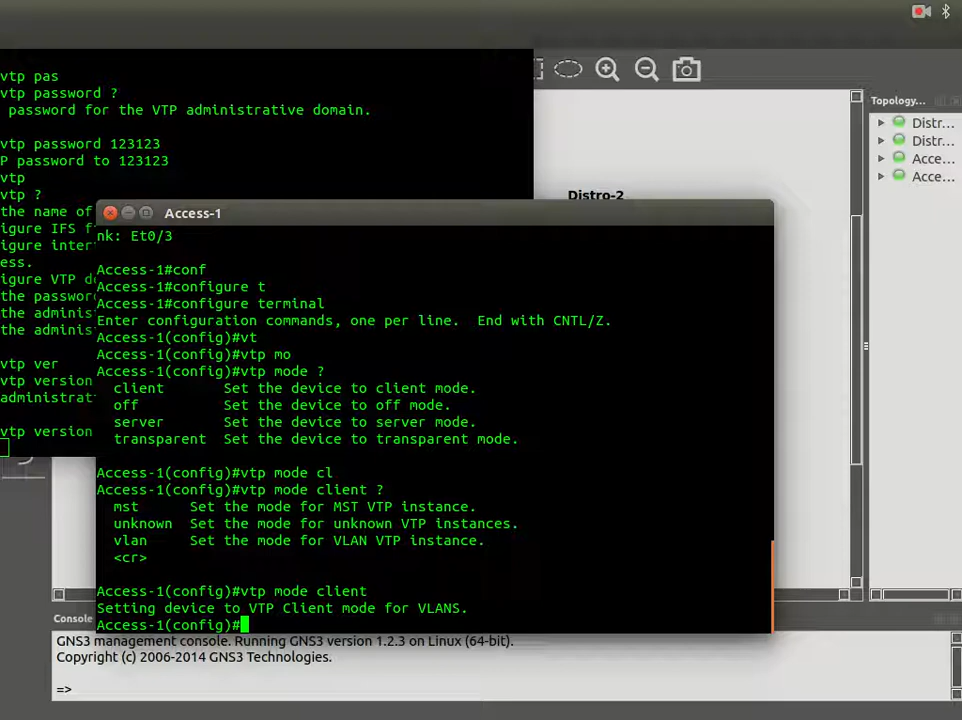 vtp pas
vtp password ?
password for the VTP administrative domain.
vtp password 123123
P password to 123123
vtp
vtp ?
the name of
igure IFS f
igure inter
ess.
igure VTP d
the password
the adminis
the adminis
vtp ver
vtp version
administrat
vtp version
Distro-2
Topology...
Distr...
Distr...
Acce...
Acce...
Access-1
nk: Et0/3
Access-1#conf
Access-1#configure t
Access-1#configure terminal
Enter configuration commands, one per line.  End with CNTL/Z.
Access-1(config)#vt
Access-1(config)#vtp mo
Access-1(config)#vtp mode ?
client       Set the device to client mode.
off          Set the device to off mode.
server       Set the device to server mode.
transparent  Set the device to transparent mode.
Access-1(config)#vtp mode cl
Access-1(config)#vtp mode client ?
mst      Set the mode for MST VTP instance.
unknown  Set the mode for unknown VTP instances.
vlan     Set the mode for VLAN VTP instance.
<cr>
Access-1(config)#vtp mode client
Setting device to VTP Client mode for VLANS.
Access-1(config)#
Console
GNS3 management console. Running GNS3 version 1.2.3 on Linux (64-bit).
Copyright (c) 2006-2014 GNS3 Technologies.
=>